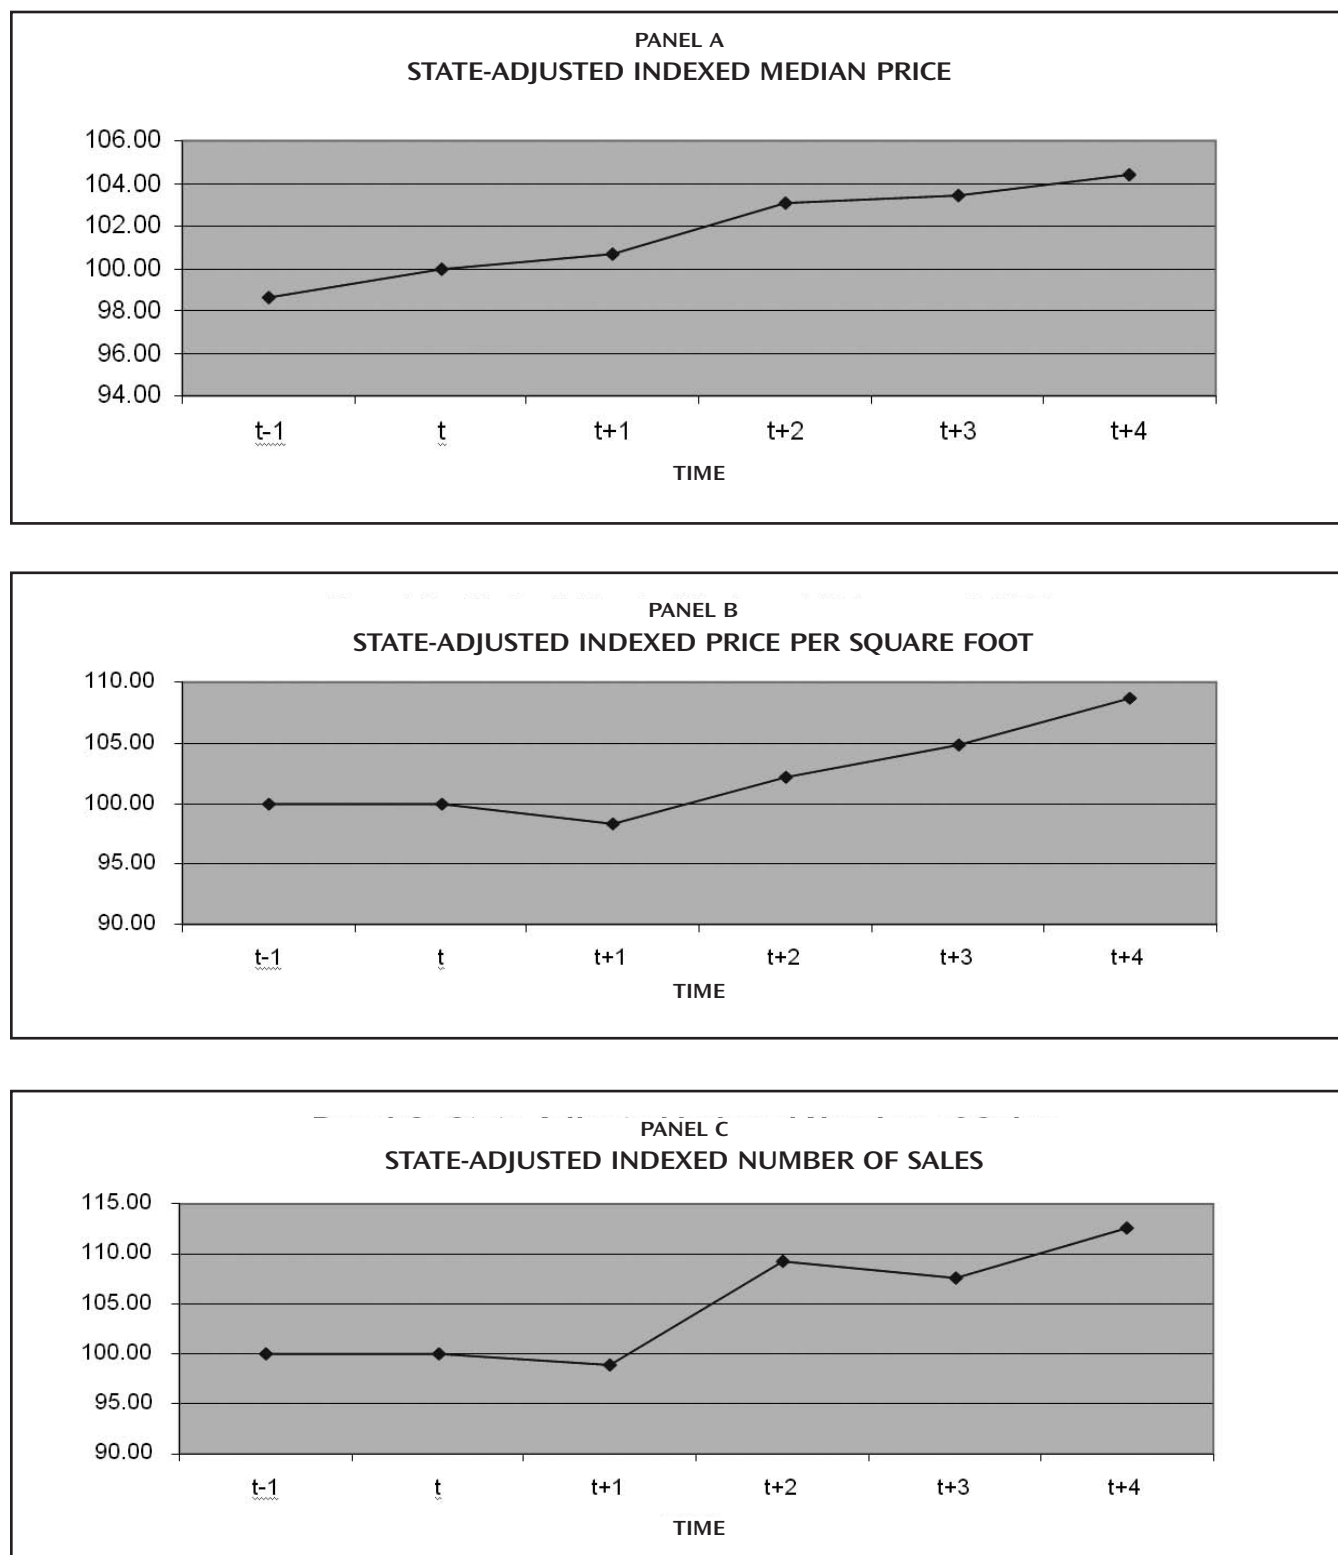 PANEL A
STATE-ADJUSTED INDEXED MEDIAN PRICE
106.00
104.00
102.00
100.00
98.00
96.00
94.00
t-1 t t+1 t+2 t+3 t+4
TIME
PANEL B
STATE-ADJUSTED INDEXED PRICE PER SQUARE FOOT
110.00
105.00
100.00
95.00
90.00
t-1 t t+1 t+2 t+3 t+4
TIME
PANEL C
STATE-ADJUSTED INDEXED NUMBER OF SALES
115.00
110.00
105.00
100.00
95.00
90.00
t-1 t t+1 t+2 t+3 t+4
TIME